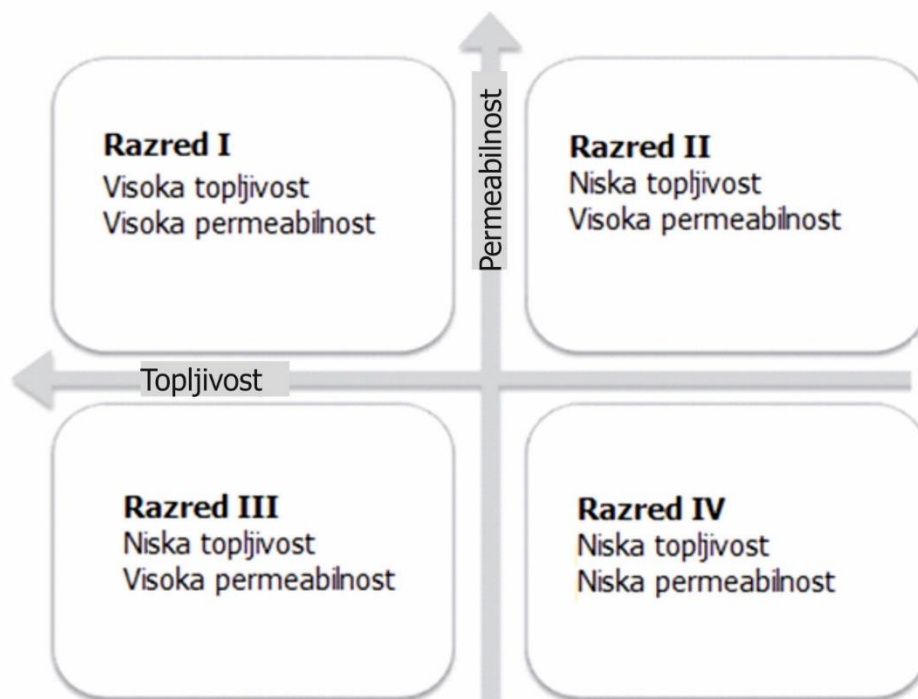 Permeabilnost
Razred I
Visoka topljivost
Visoka permeabilnost
Razred II
Niska topljivost
Visoka permeabilnost
Topljivost
Razred III
Niska topljivost
Visoka permeabilnost
Razred IV
Niska topljivost
Niska permeabilnost